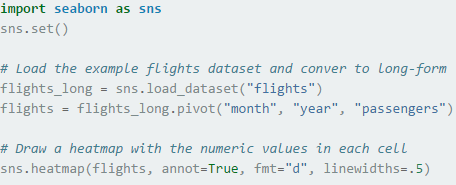 import seaborn as sns
sns.set()
# Load the example flights dataset and conver to long-form
flights_long = sns.load_dataset("flights")
flights = flights_long.pivot("month", "year", "passengers")
# Draw a heatmap with the numeric values in each cell
sns.heatmap(flights, annot=True, fmt="d", linewidths=.5)